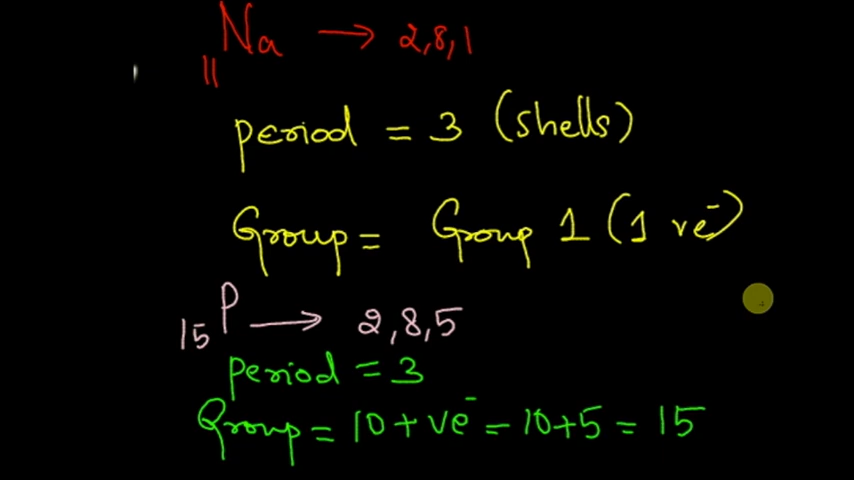 ₁₁Na → 2,8,1
period = 3 (shells)
Group = Group 1 (1 ve⁻)
₁₅P → 2,8,5
period = 3
Group = 10 + ve⁻ = 10+5 = 15